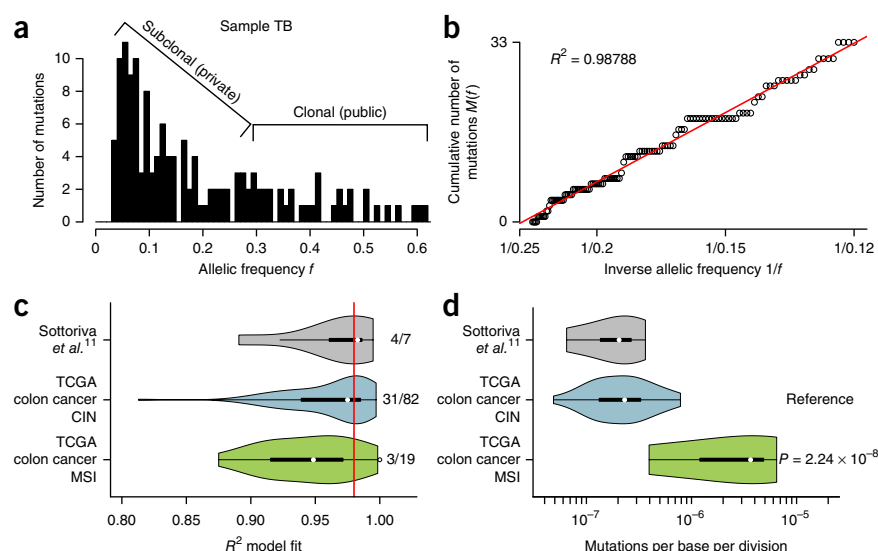 a
Sample TB
Subclonal (private)
Clonal (public)
Number of mutations
10
8
6
4
2
0
0
0.1
0.2
0.3
0.4
0.5
0.6
Allelic frequency f
b
R² = 0.98788
Cumulative number of
mutations M(f)
33
0
1/0.25
1/0.2
1/0.15
1/0.12
Inverse allelic frequency 1/f
c
Sottoriva
et al.¹¹
4/7
TCGA
colon cancer
CIN
31/82
TCGA
colon cancer
MSI
3/19
0.80
0.85
0.90
0.95
1.00
R² model fit
d
Sottoriva
et al.¹¹
TCGA
colon cancer
CIN
Reference
TCGA
colon cancer
MSI
P = 2.24 × 10⁻⁸
10⁻⁷
10⁻⁶
10⁻⁵
Mutations per base per division